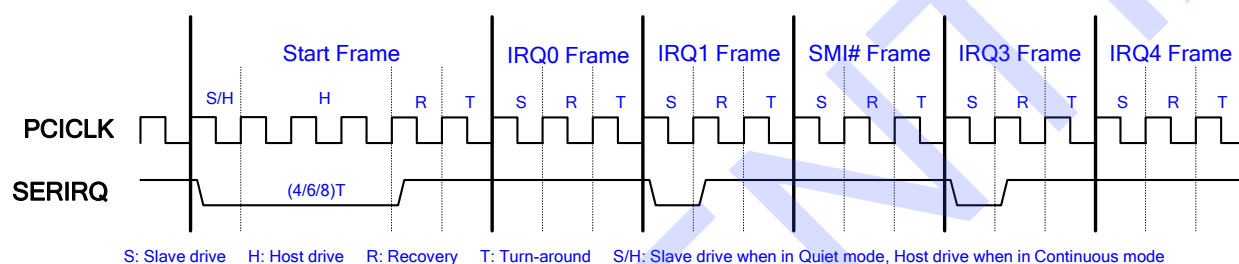 Start Frame IRQ0 Frame IRQ1 Frame SMI# Frame IRQ3 Frame IRQ4 Frame
S/H H R T S R T S R T S R T S R T S R T
PCICLK
SERIRQ (4/6/8)T
S: Slave drive H: Host drive R: Recovery T: Turn-around S/H: Slave drive when in Quiet mode, Host drive when in Continuous mode